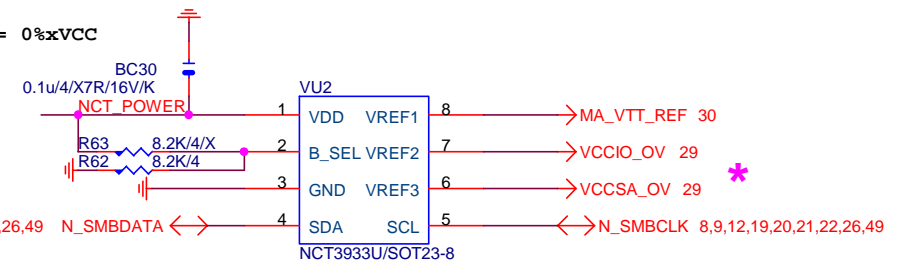 = 0%xVCC
BC30
0.1u/4/X7R/16V/K
NCT_POWER
VU2
1 VDD VREF1 8 MA_VTT_REF 30
R63 8.2K/4/X
2 B_SEL VREF2 7 VCCIO_OV 29
R62 8.2K/4
3 GND VREF3 6 VCCSA_OV 29 *
,26,49 N_SMBDATA 4 SDA SCL 5 N_SMBCLK 8,9,12,19,20,21,22,26,49
NCT3933U/SOT23-8